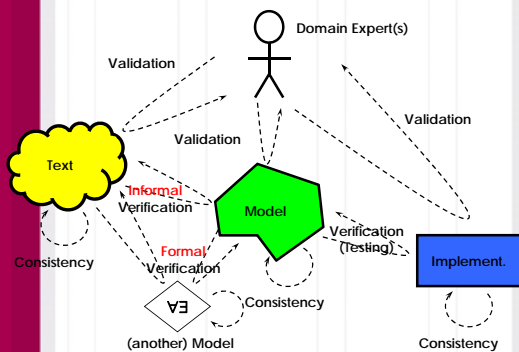 Domain Expert(s)
Validation
Validation
Validation
Text
Informal
Verification
Model
Verification
(Testing)
Implement.
Formal
Verification
Consistency
Consistency
∀∃
(another) Model
Consistency